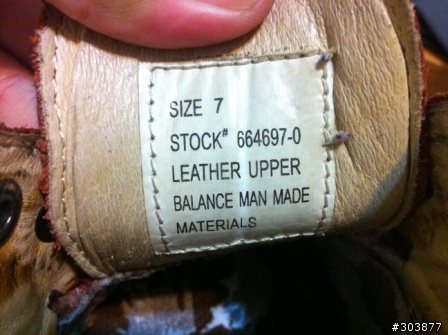 SIZE 7
STOCK# 664697-0
LEATHER UPPER
BALANCE MAN MADE
MATERIALS
#303877